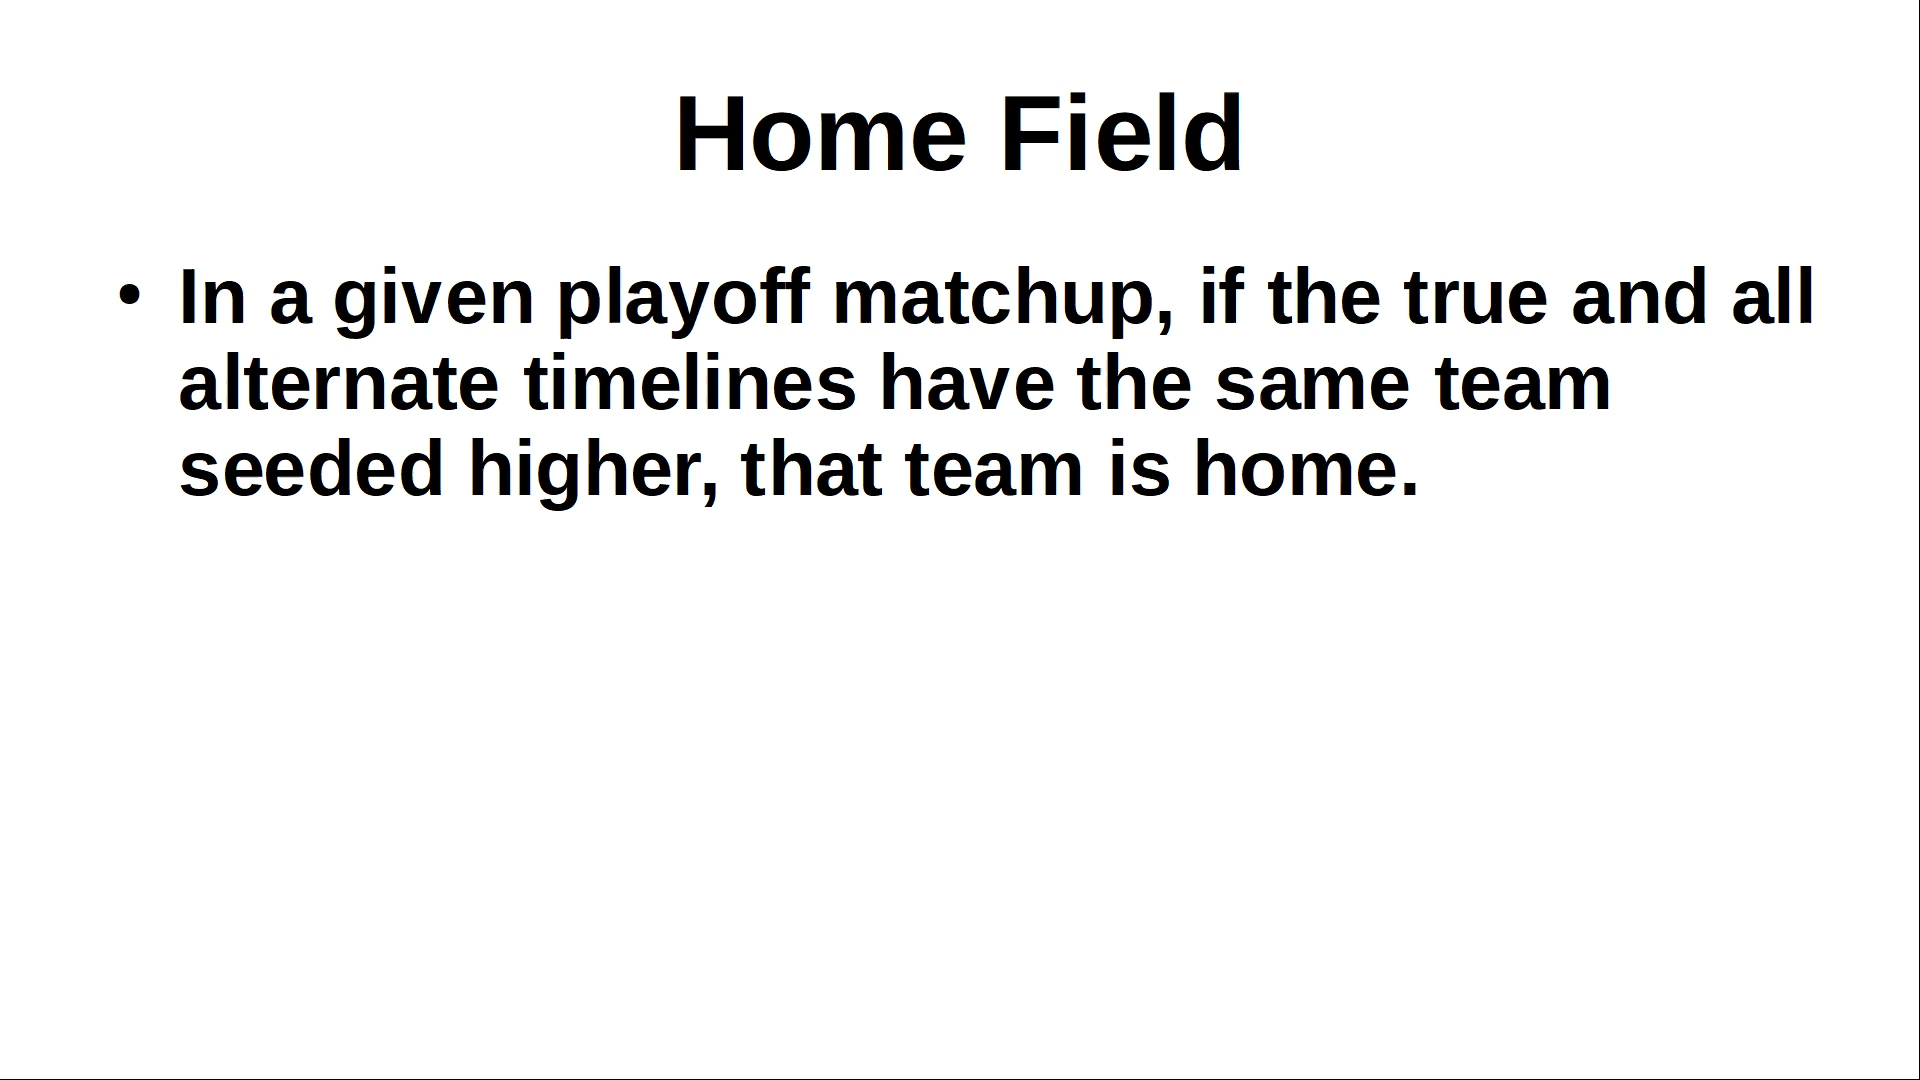 Home Field
• In a given playoff matchup, if the true and all
alternate timelines have the same team
seeded higher, that team is home.